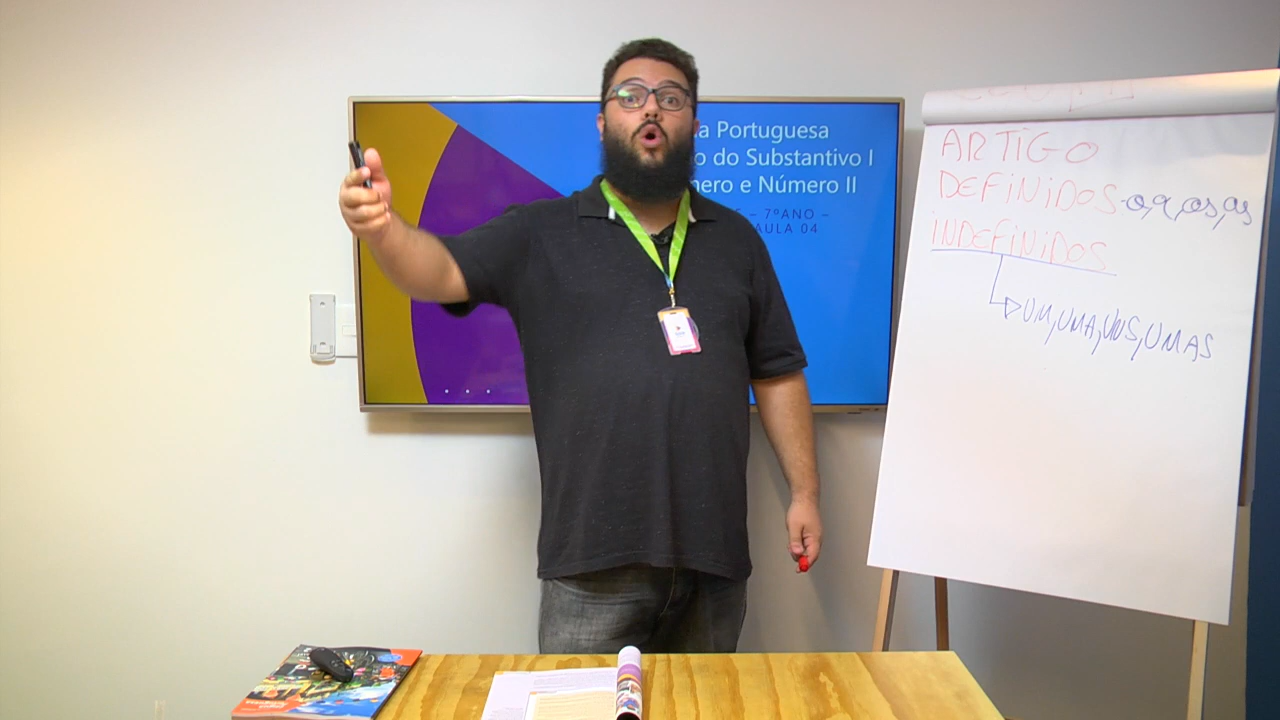 a Portuguesa
o do Substantivo I
nero e Número II
– 7ºANO –
AULA 04
ARTIGO
DEFINIDOS - o, a, os, as
INDEFINIDOS
UM, UMA, UNS, UMAS